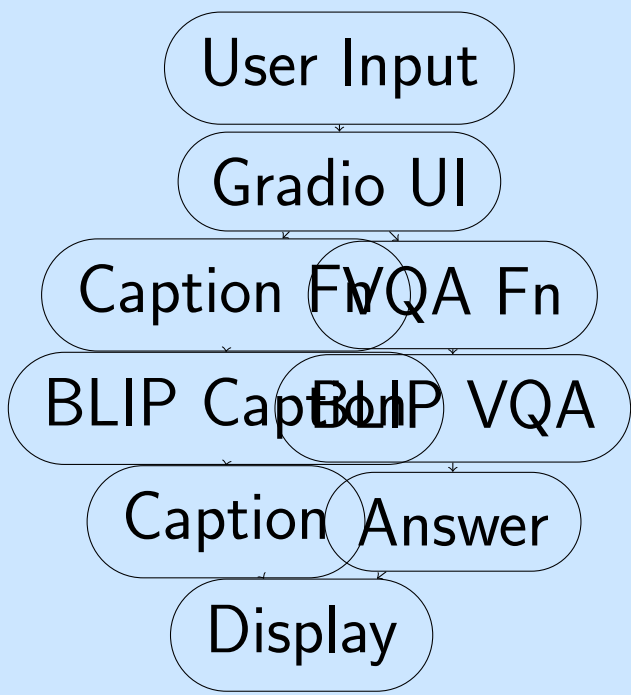 User Input
Gradio UI
Caption Fn VQA Fn
BLIP Caption BLIP VQA
Caption Answer
Display